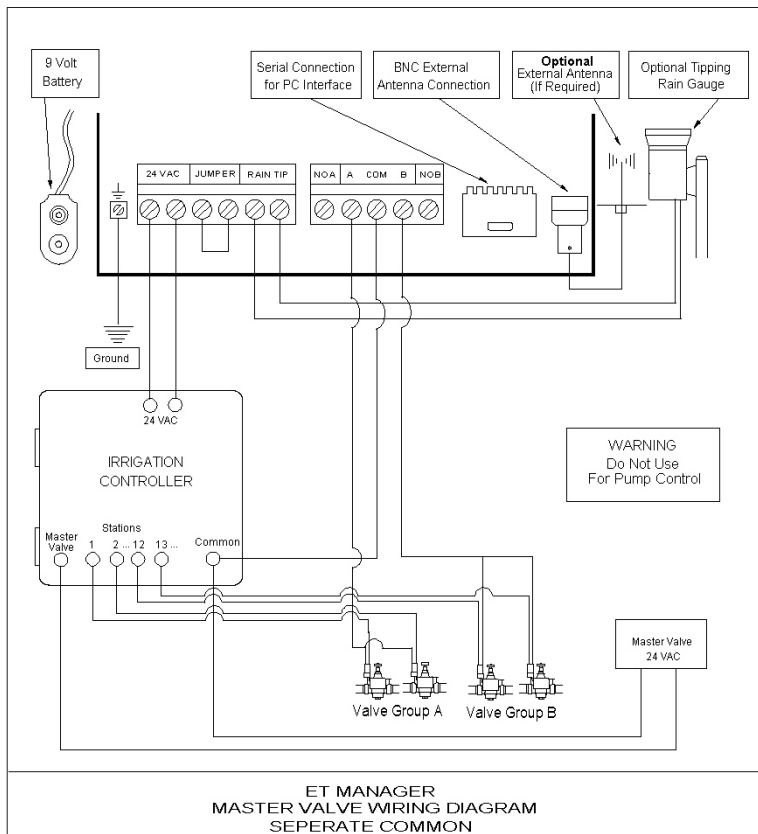 9 Volt
Battery
Serial Connection
for PC Interface
BNC External
Antenna Connection
Optional
External Antenna
(If Required)
Optional Tipping
Rain Gauge
24 VAC
JUMPER
RAIN TIP
NOA
A
COM
B
NOB
Ground
24 VAC
IRRIGATION
CONTROLLER
WARNING
Do Not Use
For Pump Control
Master
Valve
Stations
1
2 ...
12
13 ...
Common
Master Valve
24 VAC
Valve Group A
Valve Group B
ET MANAGER
MASTER VALVE WIRING DIAGRAM
SEPERATE COMMON